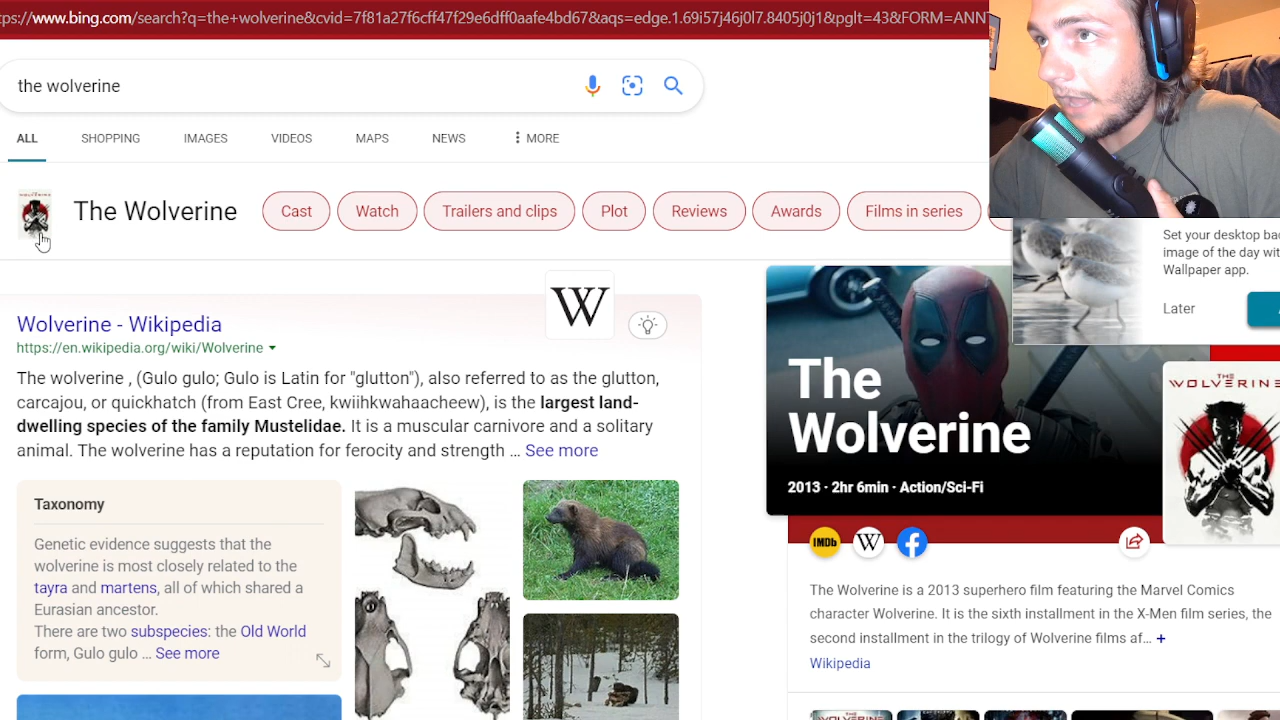 ps://www.bing.com/search?q=the+wolverine&cvid=7f81a27f6cff47f29e6dff0aafe4bd67&aqs=edge.1.69i57j46j0l7.8405j0j1&pglt=43&FORM=ANN
the wolverine
ALL SHOPPING IMAGES VIDEOS MAPS NEWS MORE
The Wolverine Cast Watch Trailers and clips Plot Reviews Awards Films in series
Set your desktop bac
image of the day wit
Wallpaper app.
Later
W
Wolverine - Wikipedia
https://en.wikipedia.org/wiki/Wolverine
The wolverine , (Gulo gulo; Gulo is Latin for "glutton"), also referred to as the glutton,
carcajou, or quickhatch (from East Cree, kwiihkwahaacheew), is the largest land-
dwelling species of the family Mustelidae. It is a muscular carnivore and a solitary
animal. The wolverine has a reputation for ferocity and strength ... See more
Taxonomy
Genetic evidence suggests that the
wolverine is most closely related to the
tayra and martens, all of which shared a
Eurasian ancestor.
There are two subspecies: the Old World
form, Gulo gulo ... See more
The
Wolverine
2013 · 2hr 6min · Action/Sci-Fi
THE
WOLVERINE
IMDb W
The Wolverine is a 2013 superhero film featuring the Marvel Comics
character Wolverine. It is the sixth installment in the X-Men film series, the
second installment in the trilogy of Wolverine films af... +
Wikipedia